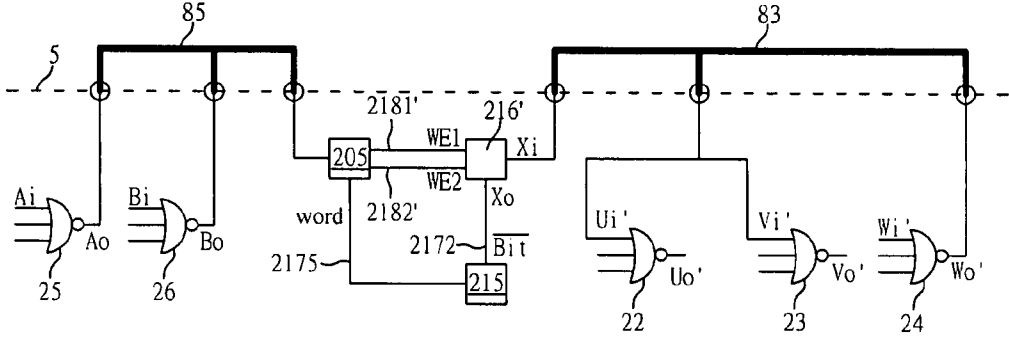 85
83
5
2181'
216'
WE1
Xi
205
WE2
Xo
Ai
Bi
word
2182'
Ui'
Vi'
Wi'
Ao
Bo
2172
Bit
2175
Uo'
Vo'
Wo'
25
26
215
22
23
24